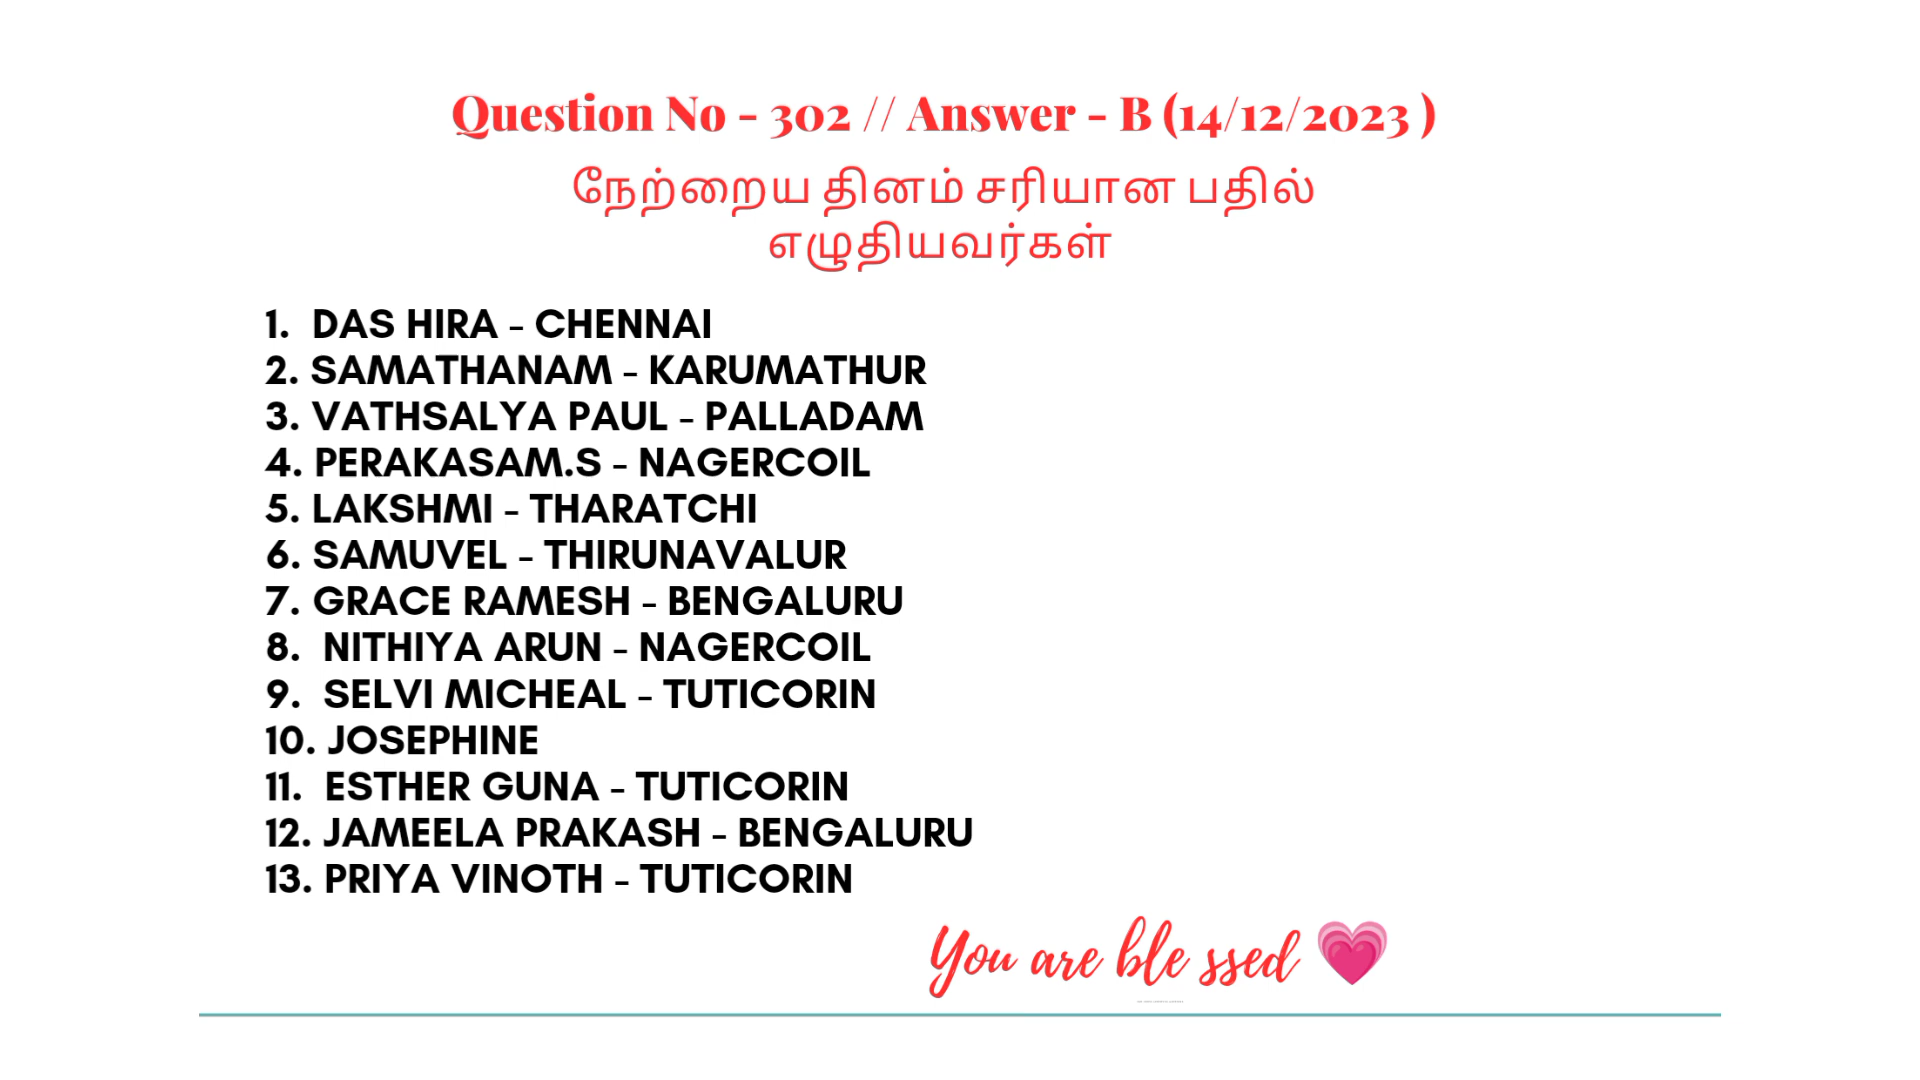 Question No - 302 // Answer - B (14/12/2023 )
நேற்றைய தினம் சரியான பதில்
எழுதியவர்கள்
1. DAS HIRA - CHENNAI
2. SAMATHANAM - KARUMATHUR
3. VATHSALYA PAUL - PALLADAM
4. PERAKASAM.S - NAGERCOIL
5. LAKSHMI - THARATCHI
6. SAMUVEL - THIRUNAVALUR
7. GRACE RAMESH - BENGALURU
8. NITHIYA ARUN - NAGERCOIL
9. SELVI MICHEAL - TUTICORIN
10. JOSEPHINE
11. ESTHER GUNA - TUTICORIN
12. JAMEELA PRAKASH - BENGALURU
13. PRIYA VINOTH - TUTICORIN
You are ble ssed 💗